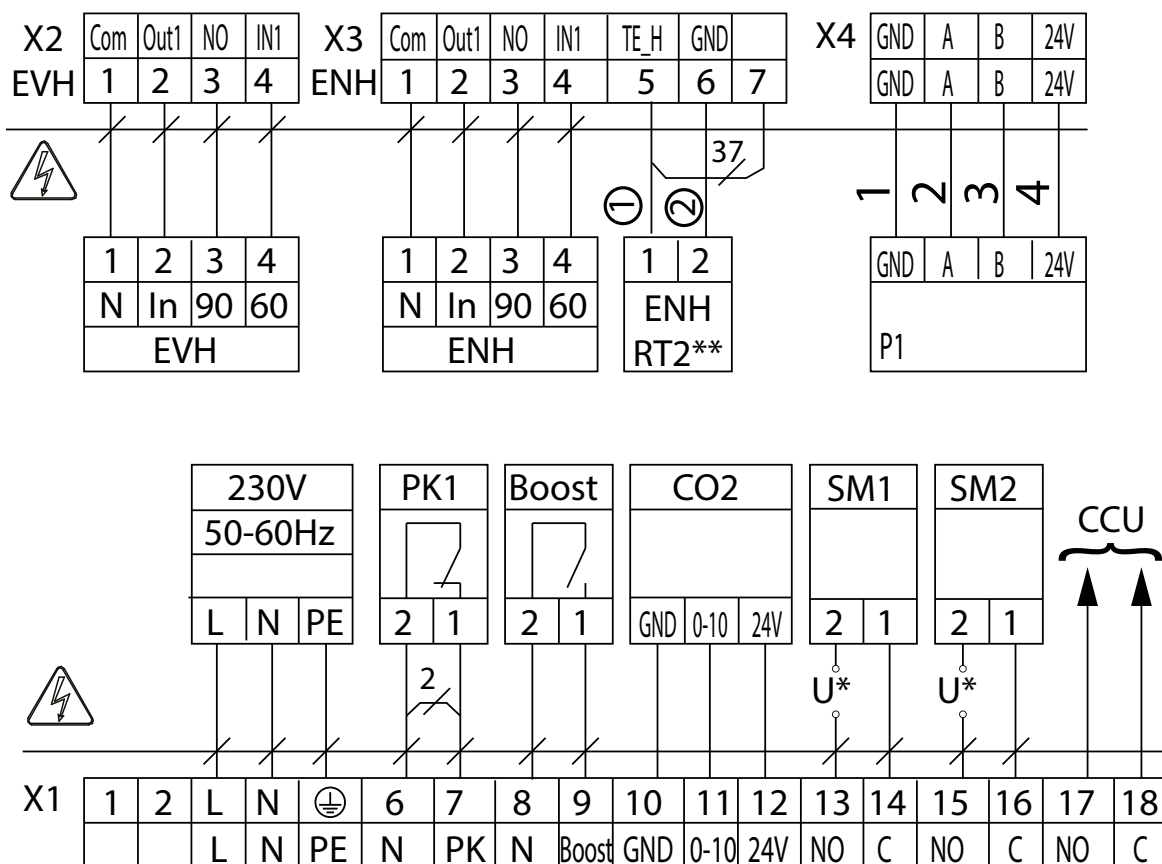 X2 Com Out1 NO IN1 X3 Com Out1 NO IN1 TE_H GND X4 GND A B 24V
EVH 1 2 3 4 ENH 1 2 3 4 5 6 7 GND A B 24V
37
1 2 1 2 3 4
1 2 3 4 1 2 3 4 1 2 GND A B 24V
N In 90 60 N In 90 60 ENH
EVH ENH RT2** P1
230V PK1 Boost CO2 SM1 SM2
50-60Hz CCU
L N PE 2 1 2 1 GND 0-10 24V 2 1 2 1
2 U* U*
X1 1 2 L N 6 7 8 9 10 11 12 13 14 15 16 17 18
L N PE N PK N Boost GND 0-10 24V NO C NO C NO C